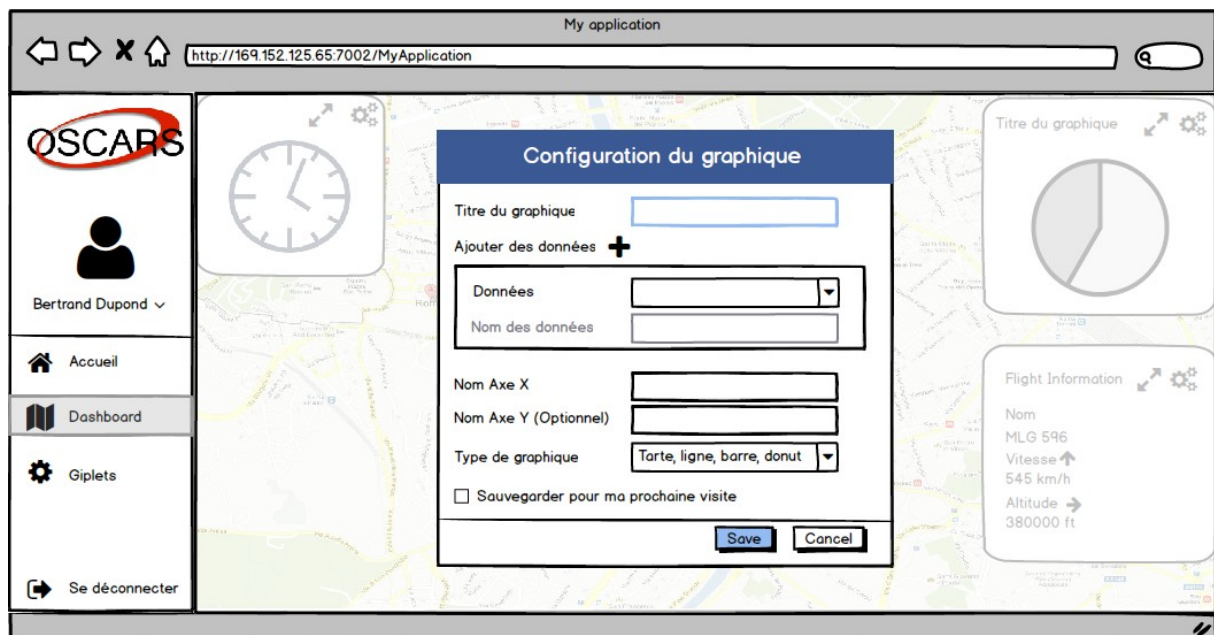 My application
http://169.152.125.65:7002/MyApplication
OSCARS
Bertrand Dupond
Accueil
Dashboard
Giplets
Se déconnecter
Configuration du graphique
Titre du graphique
Ajouter des données
Données
Nom des données
Nom Axe X
Nom Axe Y (Optionnel)
Type de graphique
Tarte, ligne, barre, donut
Sauvegarder pour ma prochaine visite
Save
Cancel
Titre du graphique
Flight Information
Nom
MLG 596
Vitesse
545 km/h
Altitude
380000 ft